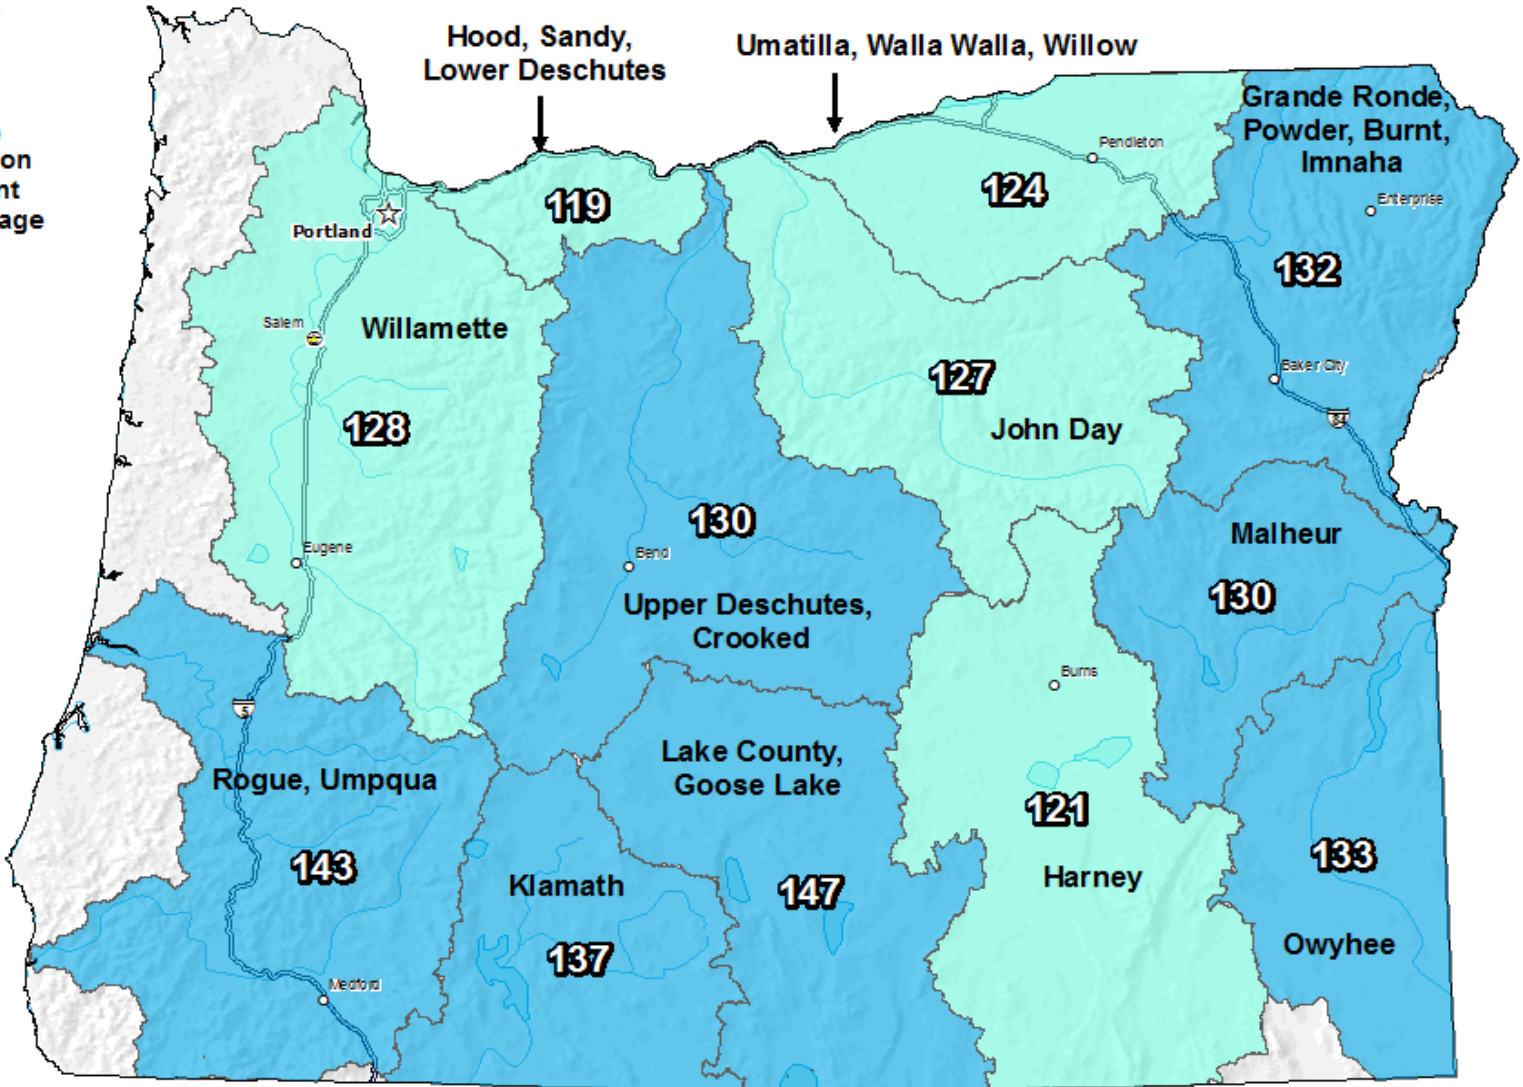 Hood, Sandy,
Lower Deschutes
Umatilla, Walla Walla, Willow
Grande Ronde,
Powder, Burnt,
Imnaha
on
nt
age
Pendleton
124
119
Enterprise
Portland
132
Salem
Willamette
Baker City
127
128
John Day
84
130
Malheur
Eugene
Bend
130
Upper Deschutes,
Crooked
Burns
5
Lake County,
Goose Lake
Rogue, Umpqua
121
143
133
Klamath
147
Harney
137
Owyhee
Medford